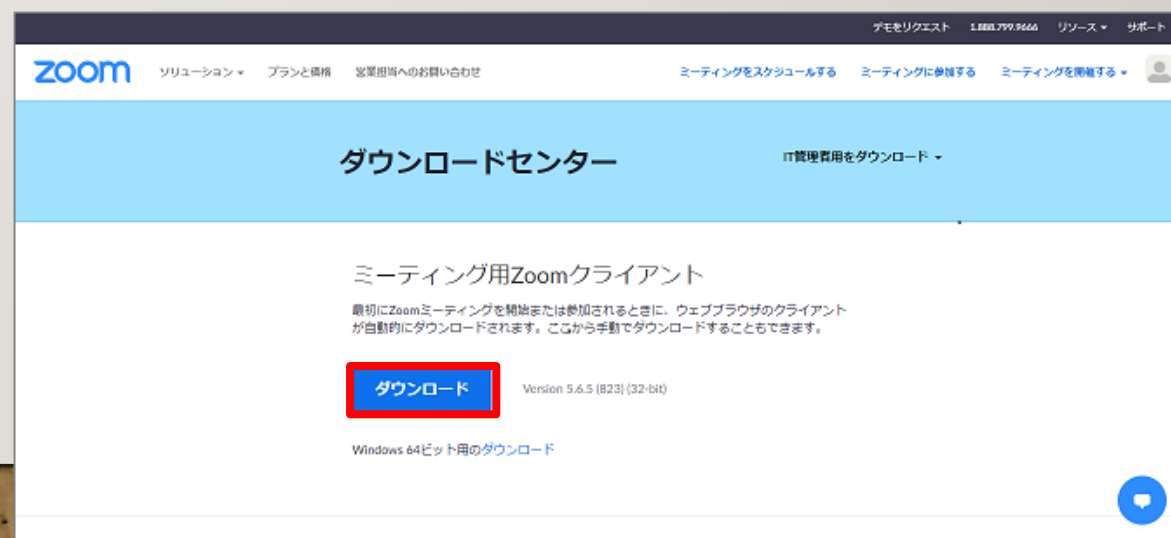 デモをリクエスト 1.888.799.9666 リソース サポート
zoom ソリューション プランと価格 営業担当へのお問い合わせ ミーティングをスケジュールする ミーティングに参加する ミーティングを開催する
ダウンロードセンター IT管理者用をダウンロード
ミーティング用Zoomクライアント
最初にZoomミーティングを開始または参加されるときに、ウェブブラウザのクライアント
が自動的にダウンロードされます。ここから手動でダウンロードすることもできます。
ダウンロード Version 5.6.5 (823) (32-bit)
Windows 64ビット用のダウンロード